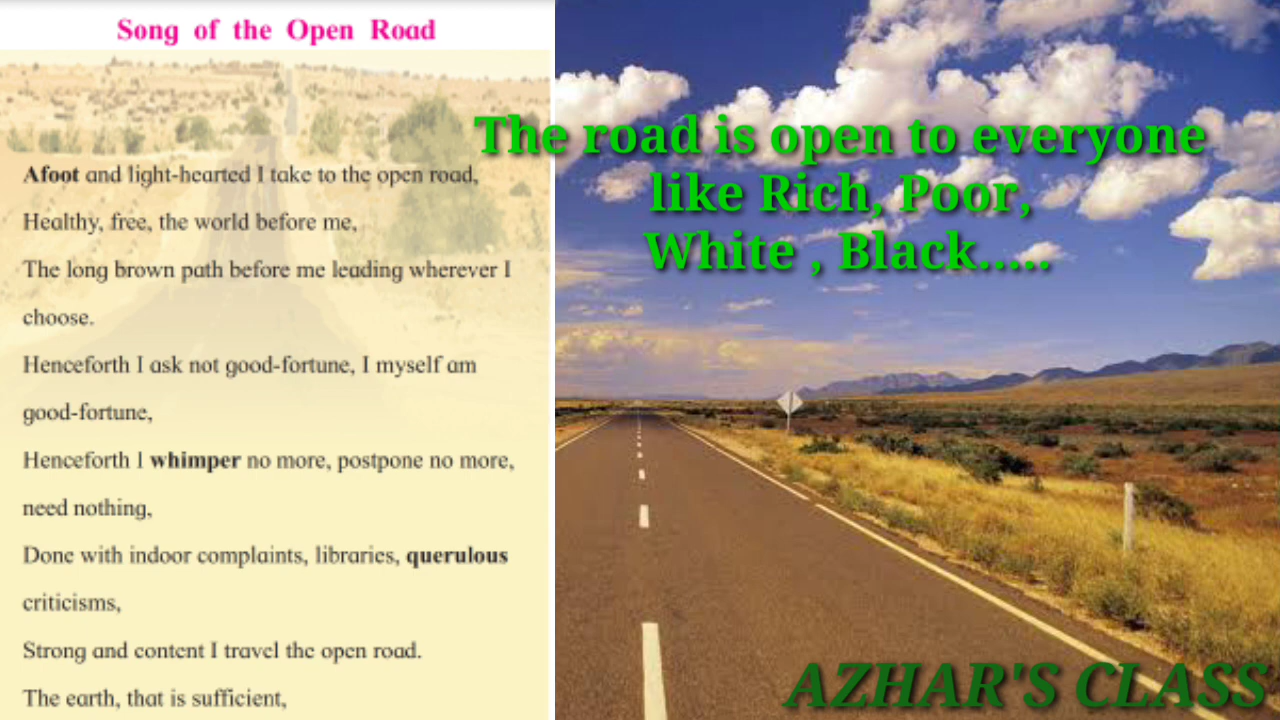 Song of the Open Road
Afoot and light-hearted I take to the open road,
Healthy, free, the world before me,
The long brown path before me leading wherever I
choose.
Henceforth I ask not good-fortune, I myself am
good-fortune,
Henceforth I whimper no more, postpone no more,
need nothing,
Done with indoor complaints, libraries, querulous
criticisms,
Strong and content I travel the open road.
The earth, that is sufficient,
The road is open to everyone
like Rich, Poor,
White , Black.....
AZHAR'S CLASS